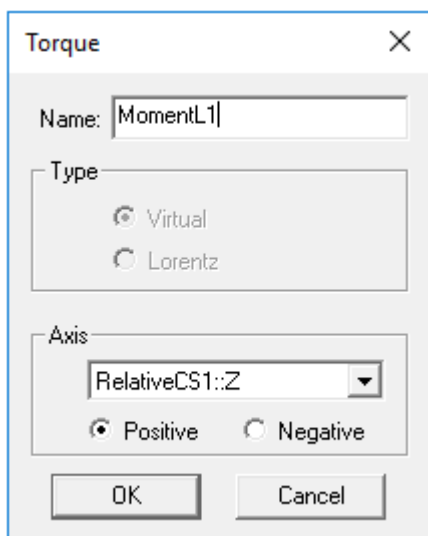 Torque
Name: MomentL1
Type
Virtual
Lorentz
Axis
RelativeCS1::Z
Positive Negative
OK Cancel